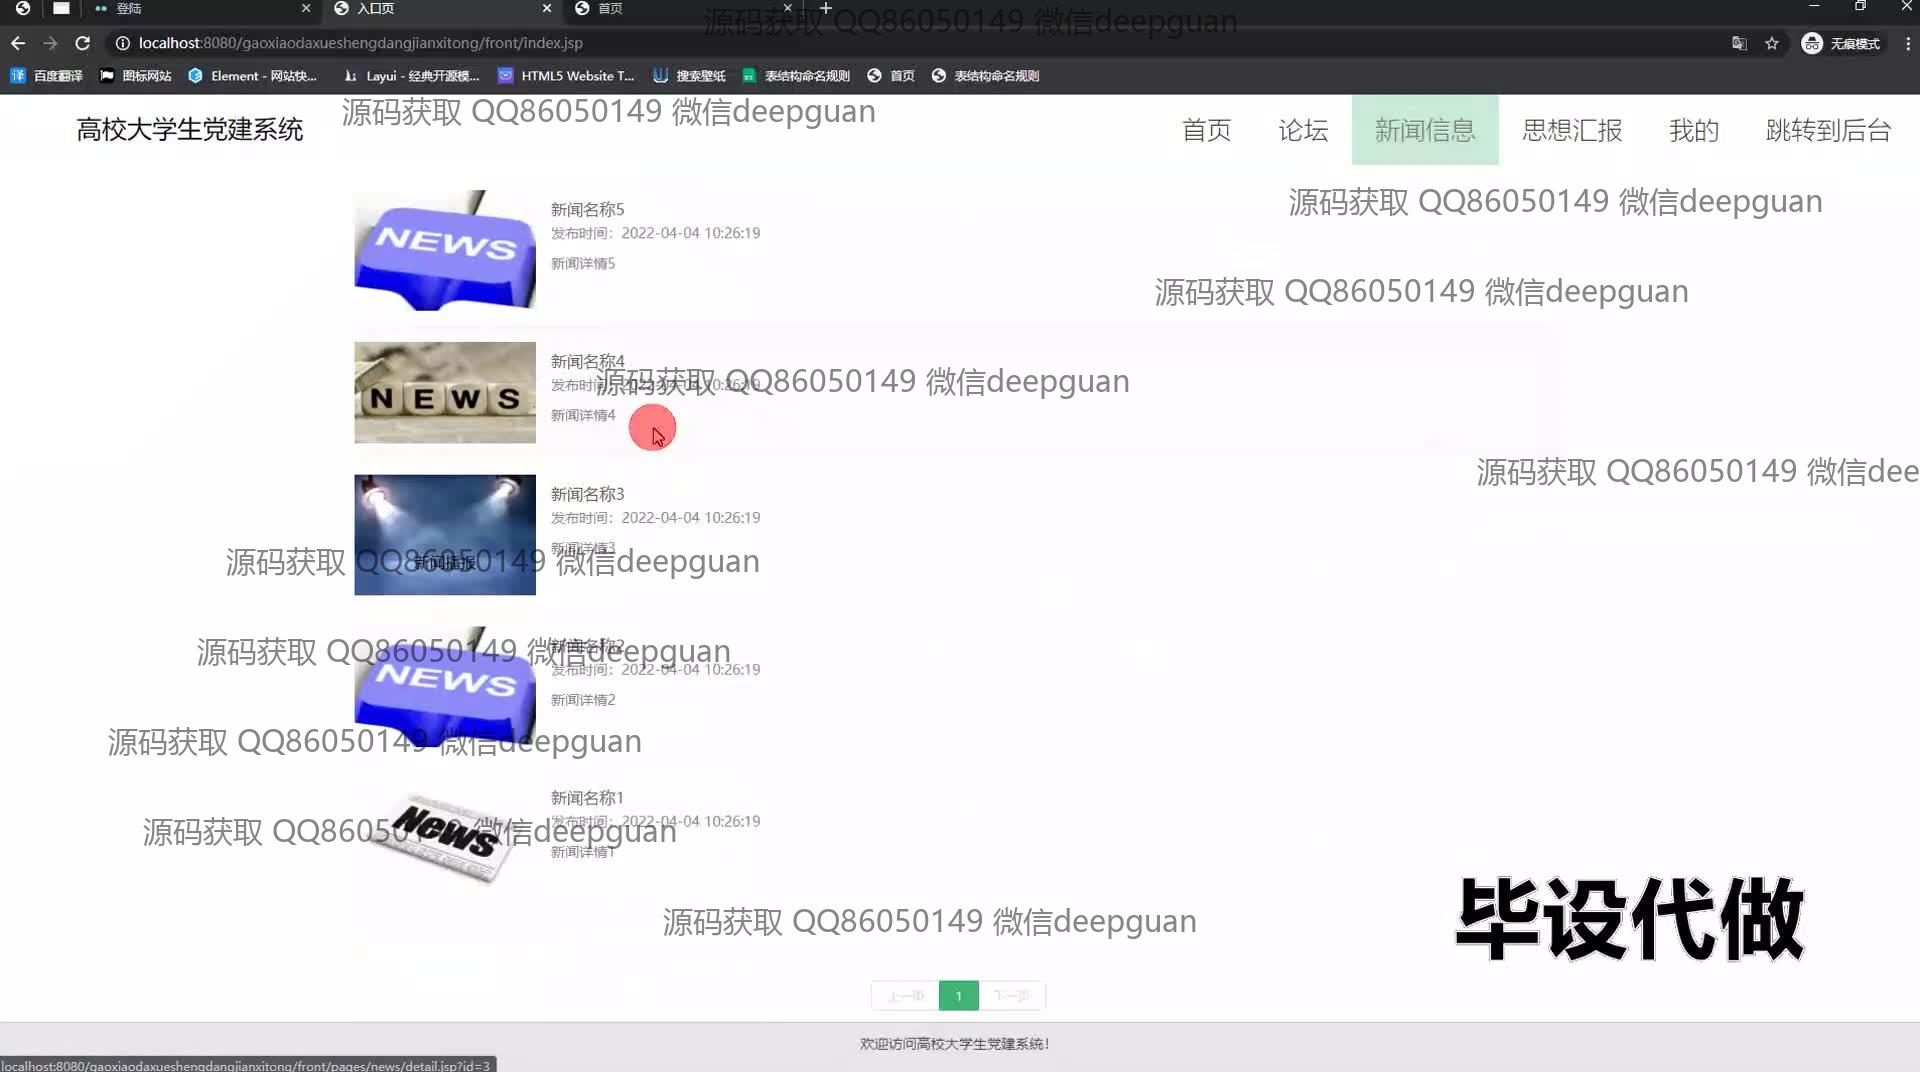 登陆
入口页
首页
源码获取 QQ86050149 微信deepguan
localhost:8080/gaoxiaodaxueshengdangjianxitong/front/index.jsp
无痕模式
百度翻译
图标网站
Element - 网站快...
Layui - 经典开源模...
HTML5 Website T...
搜索壁纸
表结构命名规则
首页
表结构命名规则
高校大学生党建系统
源码获取 QQ86050149 微信deepguan
首页
论坛
新闻信息
思想汇报
我的
跳转到后台
源码获取 QQ86050149 微信deepguan
NEWS
新闻名称5
发布时间：2022-04-04 10:26:19
新闻详情5
源码获取 QQ86050149 微信deepguan
NEWS
新闻名称4
发布时间：2022-04-04 10:26:19
源码获取 QQ86050149 微信deepguan
新闻详情4
源码获取 QQ86050149 微信dee
新闻名称3
发布时间：2022-04-04 10:26:19
新闻详情3
新闻播报
源码获取 QQ86050149 微信deepguan
NEWS
新闻名称2
源码获取 QQ86050149 微信deepguan
发布时间：2022-04-04 10:26:19
新闻详情2
源码获取 QQ86050149 微信deepguan
News
新闻名称1
发布时间：2022-04-04 10:26:19
源码获取 QQ86050149 微信deepguan
新闻详情1
源码获取 QQ86050149 微信deepguan
毕设代做
上一页
1
下一页
欢迎访问高校大学生党建系统！
localhost:8080/gaoxiaodaxueshengdangjianxitong/front/pages/news/detail.jsp?id=3